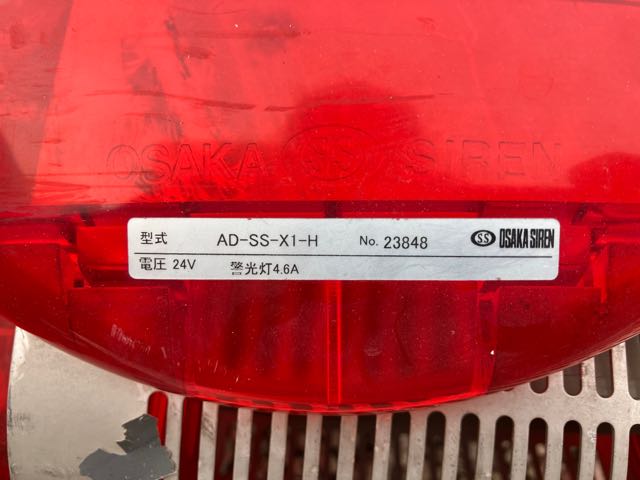 OSAKA SS SIREN
型式 AD-SS-X1-H No. 23848 SS OSAKA SIREN
電圧 24V 警光灯4.6A